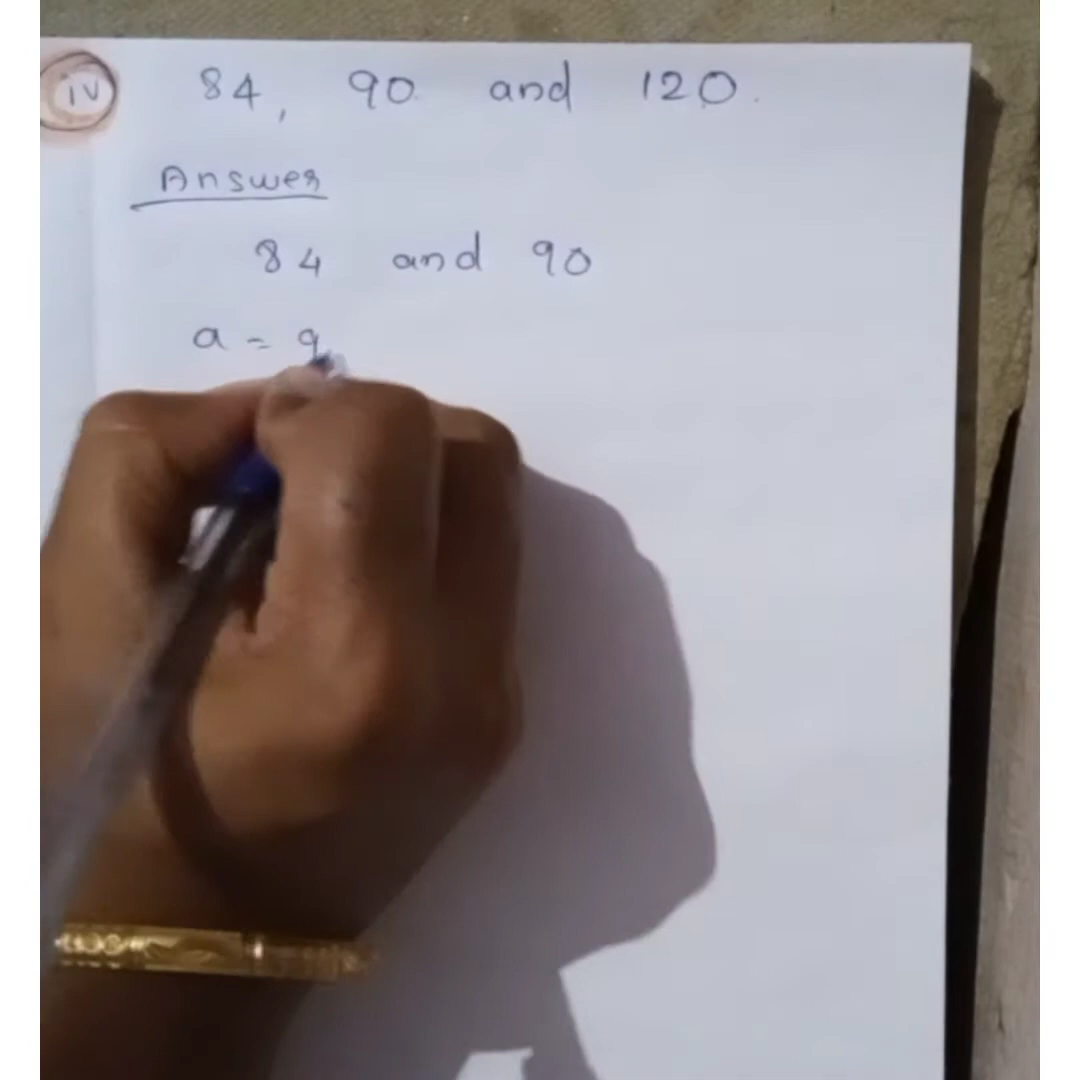 iv 84, 90 and 120.
Answer
84 and 90
a = 9